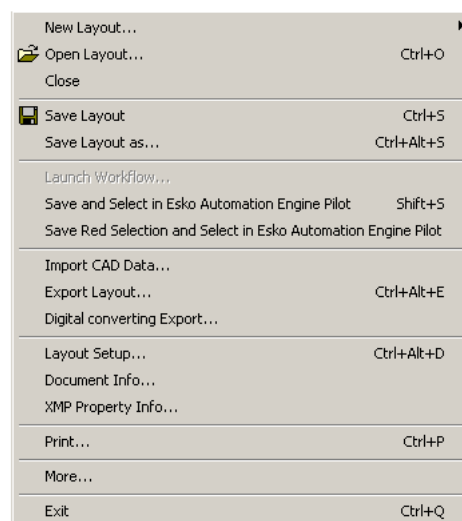 New Layout...
Open Layout... Ctrl+O
Close
Save Layout Ctrl+S
Save Layout as... Ctrl+Alt+S
Launch Workflow...
Save and Select in Esko Automation Engine Pilot Shift+S
Save Red Selection and Select in Esko Automation Engine Pilot
Import CAD Data...
Export Layout... Ctrl+Alt+E
Digital converting Export...
Layout Setup... Ctrl+Alt+D
Document Info...
XMP Property Info...
Print... Ctrl+P
More...
Exit Ctrl+Q